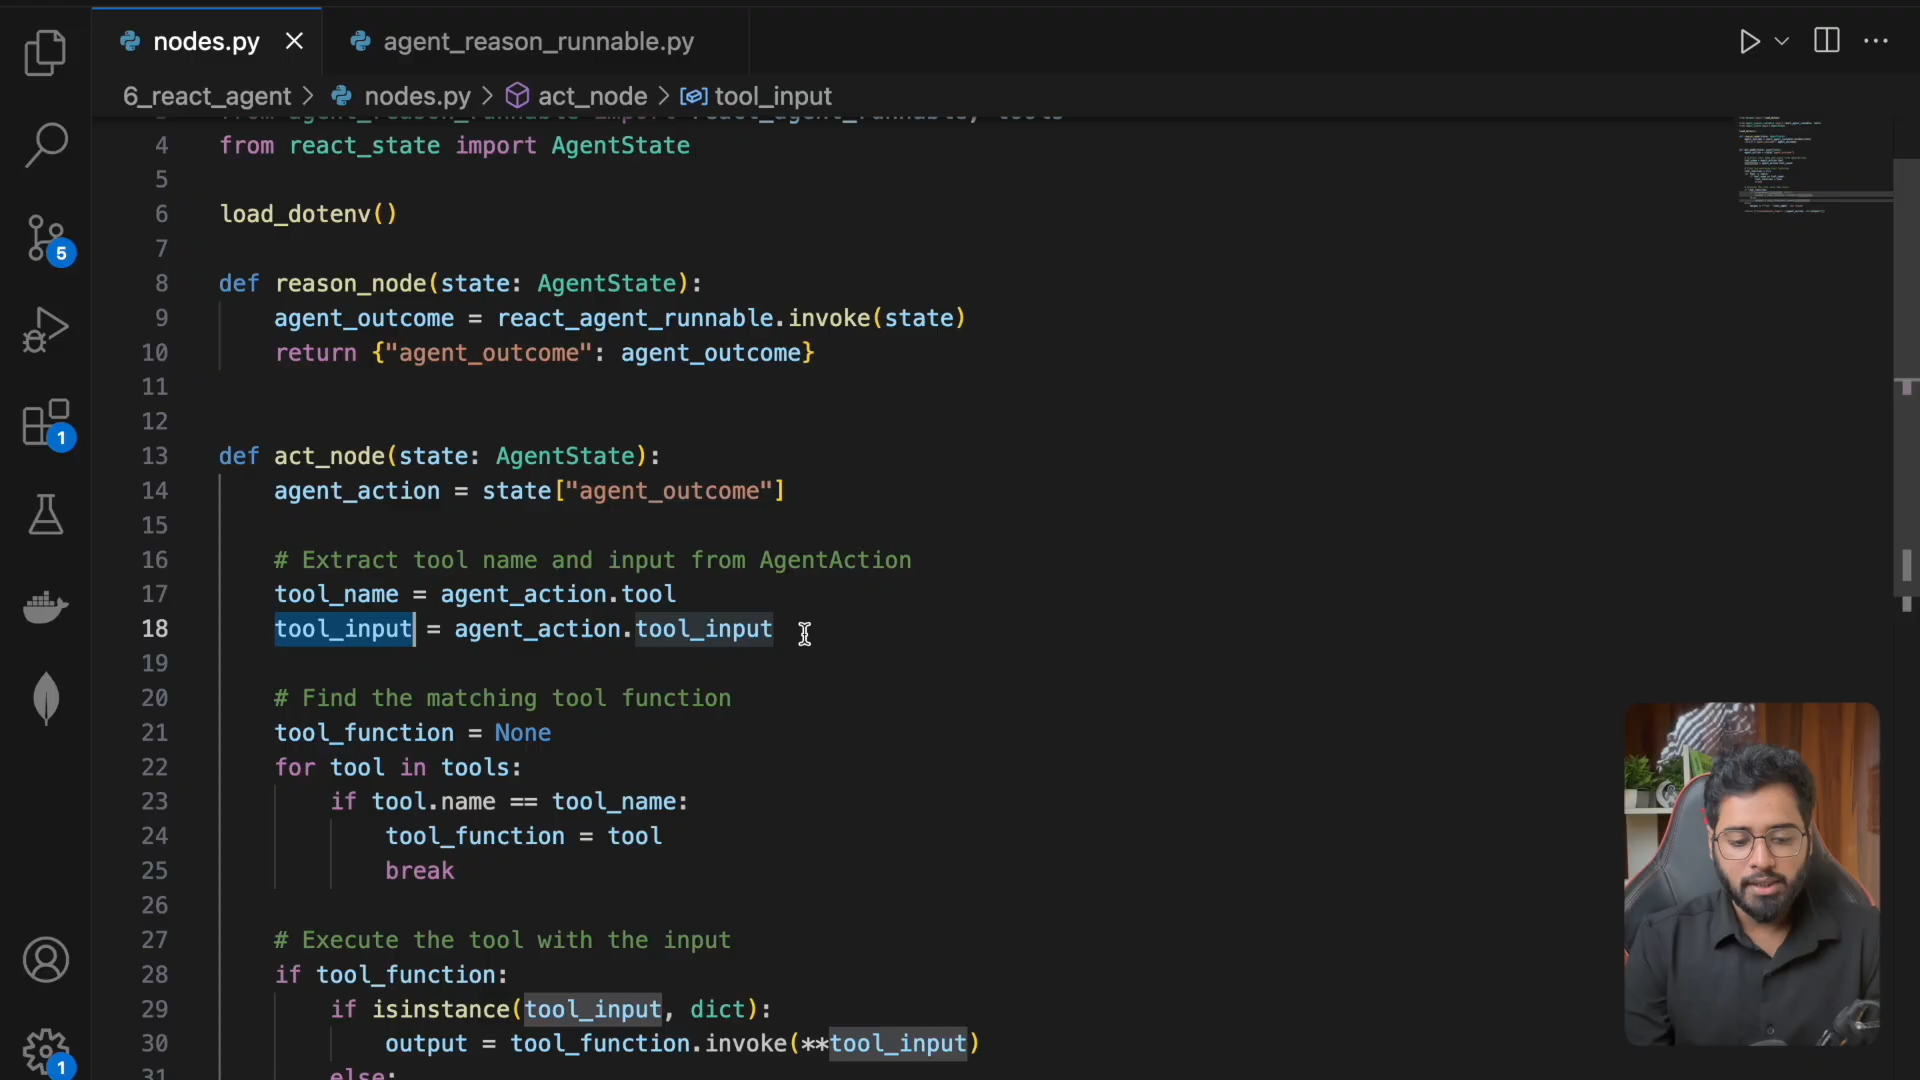 nodes.py
agent_reason_runnable.py
6_react_agent > nodes.py > act_node > tool_input
4 from react_state import AgentState
5
6 load_dotenv()
7
8 def reason_node(state: AgentState):
9 agent_outcome = react_agent_runnable.invoke(state)
10 return {"agent_outcome": agent_outcome}
11
12
13 def act_node(state: AgentState):
14 agent_action = state["agent_outcome"]
15
16 # Extract tool name and input from AgentAction
17 tool_name = agent_action.tool
18 tool_input = agent_action.tool_input
19
20 # Find the matching tool function
21 tool_function = None
22 for tool in tools:
23 if tool.name == tool_name:
24 tool_function = tool
25 break
26
27 # Execute the tool with the input
28 if tool_function:
29 if isinstance(tool_input, dict):
30 output = tool_function.invoke(**tool_input)
31 else:
5
1
1